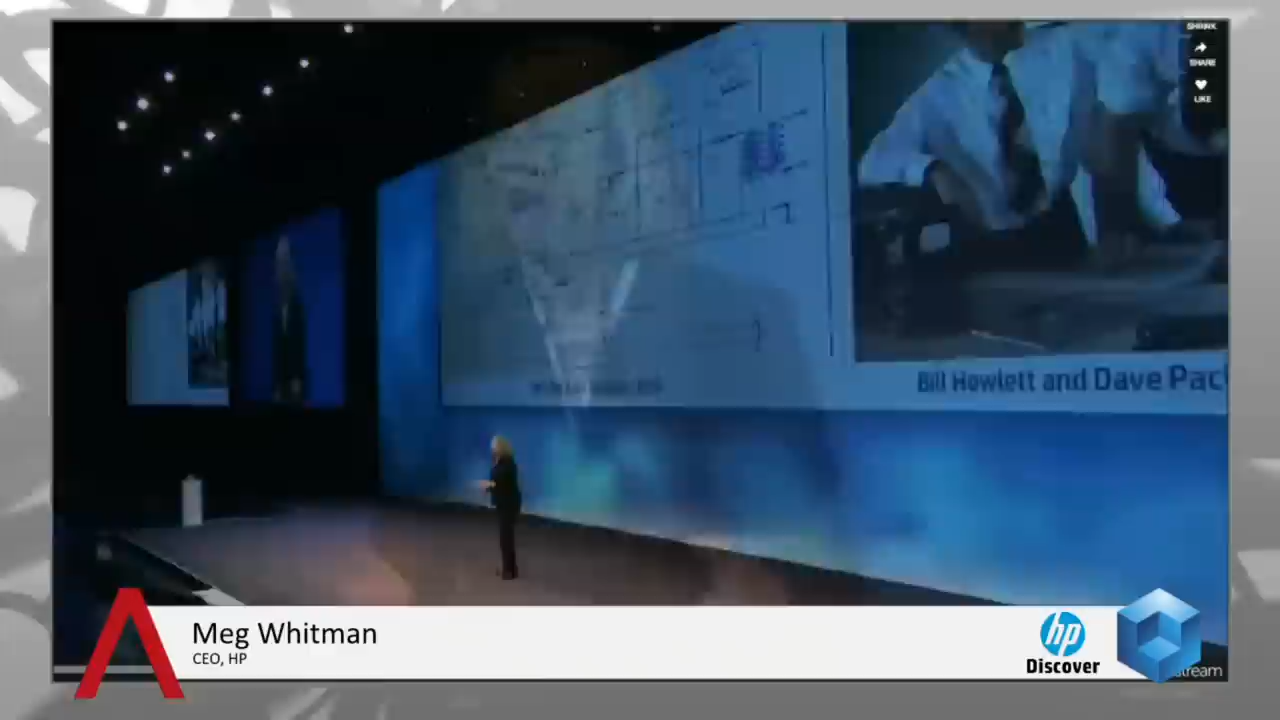 SHRINK
SHARE
LIKE
Bill Hewlett and Dave Pac
Meg Whitman
CEO, HP
hp
Discover
stream